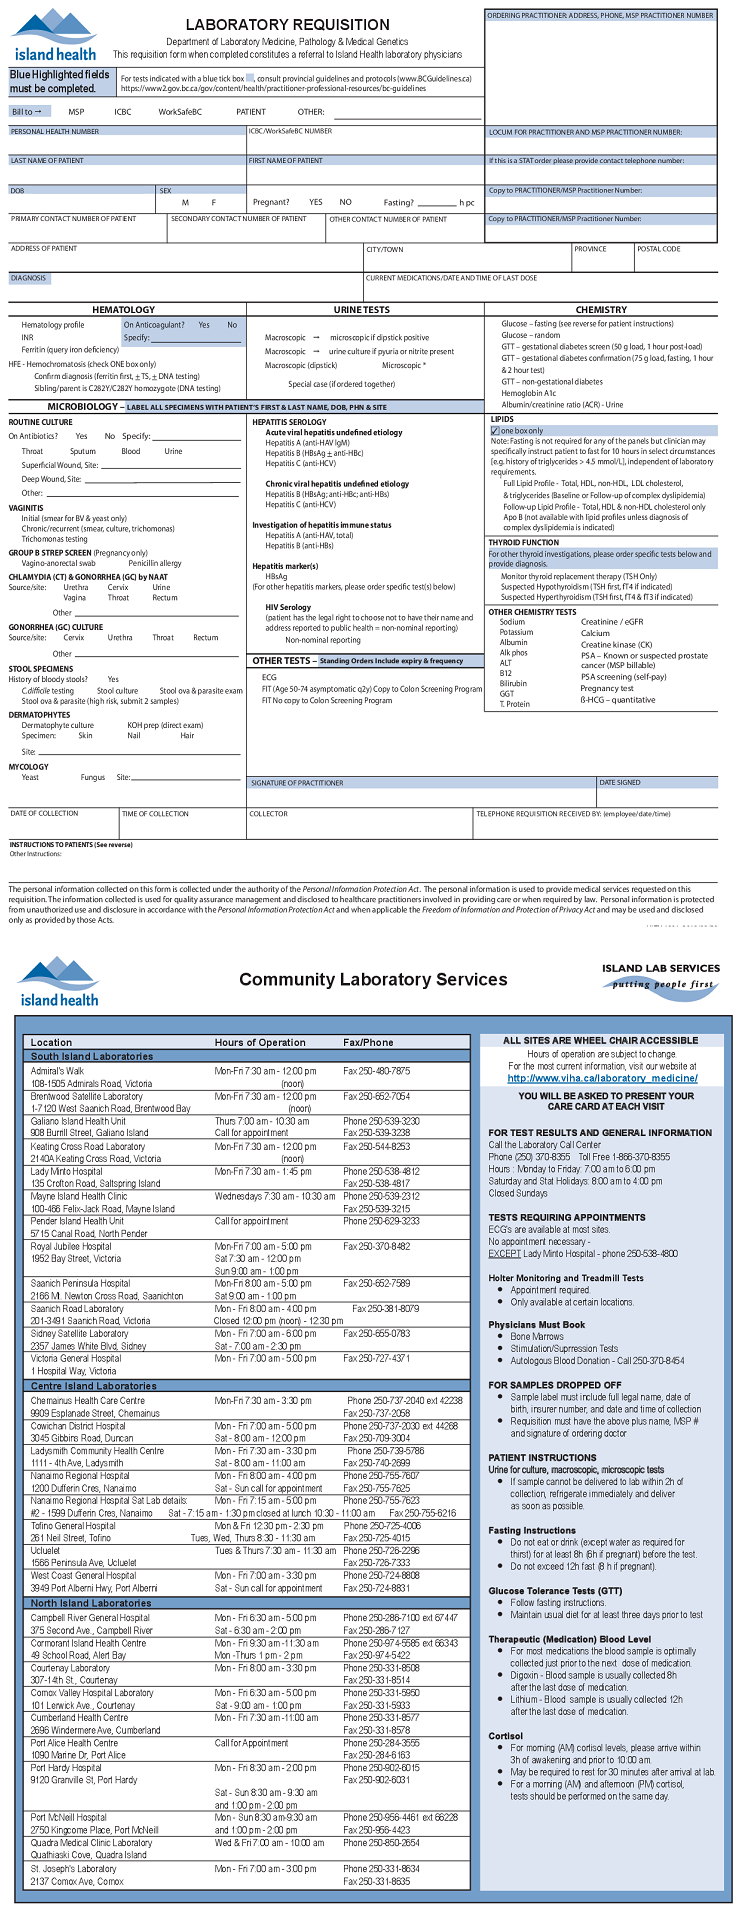 island health
LABORATORY REQUISITION
Department of Laboratory Medicine, Pathology & Medical Genetics
This requisition form when completed constitutes a referral to Island Health laboratory physicians
ORDERING PRACTITIONER: ADDRESS, PHONE, MSP PRACTITIONER NUMBER
Blue Highlighted fields
must be completed.
For tests indicated with a blue tick box , consult provincial guidelines and protocols (www.BCGuidelines.ca)
https://www2.gov.bc.ca/gov/content/health/practitioner-professional-resources/bc-guidelines
Bill to → MSP ICBC WorkSafeBC PATIENT OTHER:
PERSONAL HEALTH NUMBER ICBC/WorkSafeBC NUMBER LOCUM FOR PRACTITIONER AND MSP PRACTITIONER NUMBER:
LAST NAME OF PATIENT FIRST NAME OF PATIENT If this is a STAT order please provide contact telephone number:
DOB SEX Copy to PRACTITIONER/MSP Practitioner Number:
M F Pregnant? YES NO Fasting? h pc
PRIMARY CONTACT NUMBER OF PATIENT SECONDARY CONTACT NUMBER OF PATIENT OTHER CONTACT NUMBER OF PATIENT Copy to PRACTITIONER/MSP Practitioner Number:
ADDRESS OF PATIENT CITY/TOWN PROVINCE POSTAL CODE
DIAGNOSIS CURRENT MEDICATIONS/DATE AND TIME OF LAST DOSE
HEMATOLOGY
Hematology profile On Anticoagulant? Yes No
INR Specify:
Ferritin (query iron deficiency)
HFE - Hemochromatosis (check ONE box only)
Confirm diagnosis (ferritin first, ± TS, ± DNA testing)
Sibling/parent is C282Y/C282Y homozygote (DNA testing)
URINE TESTS
Macroscopic → microscopic if dipstick positive
Macroscopic → urine culture if pyuria or nitrite present
Macroscopic (dipstick) Microscopic *
Special case (if ordered together)
CHEMISTRY
Glucose – fasting (see reverse for patient instructions)
Glucose – random
GTT – gestational diabetes screen (50 g load, 1 hour post-load)
GTT – gestational diabetes confirmation (75 g load, fasting, 1 hour
& 2 hour test)
GTT – non-gestational diabetes
Hemoglobin A1c
Albumin/creatinine ratio (ACR) - Urine
MICROBIOLOGY – LABEL ALL SPECIMENS WITH PATIENT'S FIRST & LAST NAME, DOB, PHN & SITE
ROUTINE CULTURE
On Antibiotics? Yes No Specify:
Throat Sputum Blood Urine
Superficial Wound, Site:
Deep Wound, Site:
Other:
VAGINITIS
Initial (smear for BV & yeast only)
Chronic/recurrent (smear, culture, trichomonas)
Trichomonas testing
GROUP B STREP SCREEN (Pregnancy only)
Vagino-anorectal swab Penicillin allergy
CHLAMYDIA (CT) & GONORRHEA (GC) by NAAT
Source/site: Urethra Cervix Urine
Vagina Throat Rectum
Other
GONORRHEA (GC) CULTURE
Source/site: Cervix Urethra Throat Rectum
Other
STOOL SPECIMENS
History of bloody stools? Yes
C.difficile testing Stool culture Stool ova & parasite exam
Stool ova & parasite (high risk, submit 2 samples)
DERMATOPHYTES
Dermatophyte culture KOH prep (direct exam)
Specimen: Skin Nail Hair
Site:
MYCOLOGY
Yeast Fungus Site:
HEPATITIS SEROLOGY
Acute viral hepatitis undefined etiology
Hepatitis A (anti-HAV IgM)
Hepatitis B (HBsAg ± anti-HBc)
Hepatitis C (anti-HCV)
Chronic viral hepatitis undefined etiology
Hepatitis B (HBsAg; anti-HBc; anti-HBs)
Hepatitis C (anti-HCV)
Investigation of hepatitis immune status
Hepatitis A (anti-HAV, total)
Hepatitis B (anti-HBs)
Hepatitis marker(s)
HBsAg
(For other hepatitis markers, please order specific test(s) below)
HIV Serology
(patient has the legal right to choose not to have their name and
address reported to public health = non-nominal reporting)
Non-nominal reporting
OTHER TESTS – Standing Orders Include expiry & frequency
ECG
FIT (Age 50-74 asymptomatic q2y) Copy to Colon Screening Program
FIT No copy to Colon Screening Program
LIPIDS
✓ one box only
Note: Fasting is not required for any of the panels but clinician may
specifically instruct patient to fast for 10 hours in select circumstances
[e.g. history of triglycerides > 4.5 mmol/L], independent of laboratory
requirements.
Full Lipid Profile - Total, HDL, non-HDL, LDL cholesterol,
& triglycerides (Baseline or Follow-up of complex dyslipidemia)
Follow-up Lipid Profile - Total, HDL & non-HDL cholesterol only
Apo B (not available with lipid profiles unless diagnosis of
complex dyslipidemia is indicated)
THYROID FUNCTION
For other thyroid investigations, please order specific tests below and
provide diagnosis.
Monitor thyroid replacement therapy (TSH Only)
Suspected Hypothyroidism (TSH first, fT4 if indicated)
Suspected Hyperthyroidism (TSH first, fT4 & fT3 if indicated)
OTHER CHEMISTRY TESTS
Sodium Creatinine / eGFR
Potassium Calcium
Albumin Creatine kinase (CK)
Alk phos PSA – Known or suspected prostate
ALT cancer (MSP billable)
B12 PSA screening (self-pay)
Bilirubin Pregnancy test
GGT ß-HCG – quantitative
T. Protein
SIGNATURE OF PRACTITIONER DATE SIGNED
DATE OF COLLECTION TIME OF COLLECTION COLLECTOR TELEPHONE REQUISITION RECEIVED BY: (employee/date/time)
INSTRUCTIONS TO PATIENTS (See reverse)
Other Instructions:
The personal information collected on this form is collected under the authority of the Personal Information Protection Act. The personal information is used to provide medical services requested on this
requisition. The information collected is used for quality assurance management and disclosed to healthcare practitioners involved in providing care or when required by law. Personal information is protected
from unauthorized use and disclosure in accordance with the Personal Information Protection Act and when applicable the Freedom of Information and Protection of Privacy Act and may be used and disclosed
only as provided by those Acts.
island health
Community Laboratory Services
ISLAND LAB SERVICES
putting people first
Location Hours of Operation Fax/Phone
South Island Laboratories
Admiral's Walk Mon-Fri 7:30 am - 12:00 pm Fax 250-480-7875
108-1505 Admirals Road, Victoria (noon)
Brentwood Satellite Laboratory Mon-Fri 7:30 am - 12:00 pm Fax 250-652-7054
1-7120 West Saanich Road, Brentwood Bay (noon)
Galiano Island Health Unit Thurs 7:00 am - 10:30 am Phone 250-539-3230
908 Burrill Street, Galiano Island Call for appointment Fax 250-539-3238
Keating Cross Road Laboratory Mon-Fri 7:30 am - 12:00 pm Fax 250-544-8253
2140A Keating Cross Road, Victoria (noon)
Lady Minto Hospital Mon-Fri 7:30 am - 1:45 pm Phone 250-538-4812
135 Crofton Road, Saltspring Island Fax 250-538-4817
Mayne Island Health Clinic Wednesdays 7:30 am - 10:30 am Phone 250-539-2312
100-466 Felix-Jack Road, Mayne Island Fax 250-539-3215
Pender Island Health Unit Call for appointment Phone 250-629-3233
5715 Canal Road, North Pender
Royal Jubilee Hospital Mon-Fri 7:00 am - 5:00 pm Fax 250-370-8482
1952 Bay Street, Victoria Sat 7:30 am - 12:00 pm
Sun 9:00 am - 1:00 pm
Saanich Peninsula Hospital Mon-Fri 8:00 am - 5:00 pm Fax 250-652-7589
2166 Mt. Newton Cross Road, Saanichton Sat 9:00 am - 1:00 pm
Saanich Road Laboratory Mon - Fri 8:00 am - 4:00 pm Fax 250-381-8079
201-3491 Saanich Road, Victoria Closed 12:00 pm (noon) - 12:30 pm
Sidney Satellite Laboratory Mon - Fri 7:00 am - 6:00 pm Fax 250-655-0783
2357 James White Blvd, Sidney Sat - 7:00 am - 2:30 pm
Victoria General Hospital Mon - Fri 7:00 am - 5:00 pm Fax 250-727-4371
1 Hospital Way, Victoria
Centre Island Laboratories
Chemainus Health Care Centre Mon-Fri 7:30 am - 3:30 pm Phone 250-737-2040 ext 42238
9909 Esplanade Street, Chemainus Fax 250-737-2058
Cowichan District Hospital Mon - Fri 7:00 am - 5:00 pm Phone 250-737-2030 ext 44268
3045 Gibbins Road, Duncan Sat - 8:00 am - 12:00 pm Fax 250-709-3004
Ladysmith Community Health Centre Mon - Fri 7:30 am - 3:30 pm Phone 250-739-5786
1111 - 4th Ave, Ladysmith Sat - 8:00 am - 11:00 am Fax 250-740-2699
Nanaimo Regional Hospital Mon - Fri 8:00 am - 4:00 pm Phone 250-755-7607
1200 Dufferin Cres, Nanaimo Sat - Sun call for appointment Fax 250-755-7625
Nanaimo Regional Hospital Sat Lab details: Mon - Fri 7:15 am - 5:00 pm Phone 250-755-7623
#2 - 1599 Dufferin Cres, Nanaimo Sat - 7:15 am - 1:30 pm closed at lunch 10:30 - 11:00 am Fax 250-755-6216
Tofino General Hospital Mon & Fri 12:30 pm - 2:30 pm Phone 250-725-4006
261 Neil Street, Tofino Tues, Wed, Thurs 8:30 - 11:30 am Fax 250-725-4015
Ucluelet Tues & Thurs 7:30 am - 11:30 am Phone 250-726-2296
1566 Peninsula Ave, Ucluelet Fax 250-726-7333
West Coast General Hospital Mon - Fri 7:00 am - 3:30 pm Phone 250-724-8808
3949 Port Alberni Hwy, Port Alberni Sat - Sun call for appointment Fax 250-724-8831
North Island Laboratories
Campbell River General Hospital Mon - Fri 6:30 am - 5:00 pm Phone 250-286-7100 ext 67447
375 Second Ave., Campbell River Sat - 6:30 am - 2:00 pm Fax 250-286-7127
Cormorant Island Health Centre Mon - Fri 9:30 am -11:30 am Phone 250-974-5585 ext 66343
49 School Road, Alert Bay Mon -Thurs 1 pm - 2 pm Fax 250-974-5422
Courtenay Laboratory Mon - Fri 8:00 am - 3:30 pm Phone 250-331-8508
307-14th St., Courtenay Fax 250-331-8514
Comox Valley Hospital Laboratory Mon - Fri 6:30 am - 5:00 pm Phone 250-331-5950
101 Lerwick Ave., Courtenay Sat - 9:00 am - 1:00 pm Fax 250-331-5933
Cumberland Health Centre Mon - Fri 7:30 am -11:00 am Phone 250-331-8577
2696 Windermere Ave, Cumberland Fax 250-331-8578
Port Alice Health Centre Call for Appointment Phone 250-284-3555
1090 Marine Dr, Port Alice Fax 250-284-6163
Port Hardy Hospital Mon - Fri 8:30 am - 2:00 pm Phone 250-902-6015
9120 Granville St, Port Hardy Fax 250-902-6031
Sat - Sun 8:30 am - 9:30 am
and 1:00 pm - 2:00 pm
Port McNeill Hospital Mon - Sun 8:30 am-9:30 am Phone 250-956-4461 ext 66228
2750 Kingcome Place, Port McNeill and 1:00 pm - 2:00 pm Fax 250-956-4423
Quadra Medical Clinic Laboratory Wed & Fri 7:00 am - 10:00 am Phone 250-850-2654
Quathiaski Cove, Quadra Island
St. Joseph's Laboratory Mon - Fri 7:00 am - 3:00 pm Phone 250-331-8634
2137 Comox Ave, Comox Fax 250-331-8635
ALL SITES ARE WHEEL CHAIR ACCESSIBLE
Hours of operation are subject to change.
For the most current information, visit our website at
http://www.viha.ca/laboratory_medicine/
YOU WILL BE ASKED TO PRESENT YOUR
CARE CARD AT EACH VISIT
FOR TEST RESULTS AND GENERAL INFORMATION
Call the Laboratory Call Center
Phone (250) 370-8355 Toll Free 1-866-370-8355
Hours : Monday to Friday: 7:00 am to 6:00 pm
Saturday and Stat Holidays: 8:00 am to 4:00 pm
Closed Sundays
TESTS REQUIRING APPOINTMENTS
ECG's are available at most sites.
No appointment necessary -
EXCEPT Lady Minto Hospital - phone 250-538-4800
Holter Monitoring and Treadmill Tests
• Appointment required.
• Only available at certain locations.
Physicians Must Book
• Bone Marrows
• Stimulation/Suprression Tests
• Autologous Blood Donation - Call 250-370-8454
FOR SAMPLES DROPPED OFF
• Sample label must include full legal name, date of
birth, insurer number, and date and time of collection
• Requisition must have the above plus name, MSP #
and signature of ordering doctor
PATIENT INSTRUCTIONS
Urine for culture, macroscopic, microscopic tests
• If sample cannot be delivered to lab within 2h of
collection, refrigerate immediately and deliver
as soon as possible.
Fasting Instructions
• Do not eat or drink (except water as required for
thirst) for at least 8h (6h if pregnant) before the test.
• Do not exceed 12h fast (8 h if pregnant).
Glucose Tolerance Tests (GTT)
• Follow fasting instructions.
• Maintain usual diet for at least three days prior to test
Therapeutic (Medication) Blood Level
• For most medications the blood sample is optimally
collected just prior to the next dose of medication.
• Digoxin - Blood sample is usually collected 8h
after the last dose of medication.
• Lithium - Blood sample is usually collected 12h
after the last dose of medication.
Cortisol
• For morning (AM) cortisol levels, please arrive within
3h of awakening and prior to 10:00 am.
• May be required to rest for 30 minutes after arrival at lab.
• For a morning (AM) and afternoon (PM) cortisol,
tests should be performed on the same day.